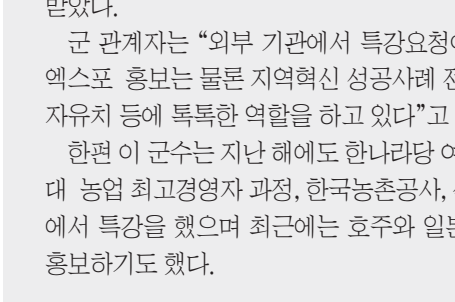 받았다.
군 관계자는 “외부 기관에서 특강요청이
엑스포 홍보는 물론 지역혁신 성공사례 전
자유치 등에 톡톡한 역할을 하고 있다”고
한편 이 군수는 지난 해에도 한나라당 여
대 농업 최고경영자 과정, 한국농촌공사,
에서 특강을 했으며 최근에는 호주와 일본
홍보하기도 했다.